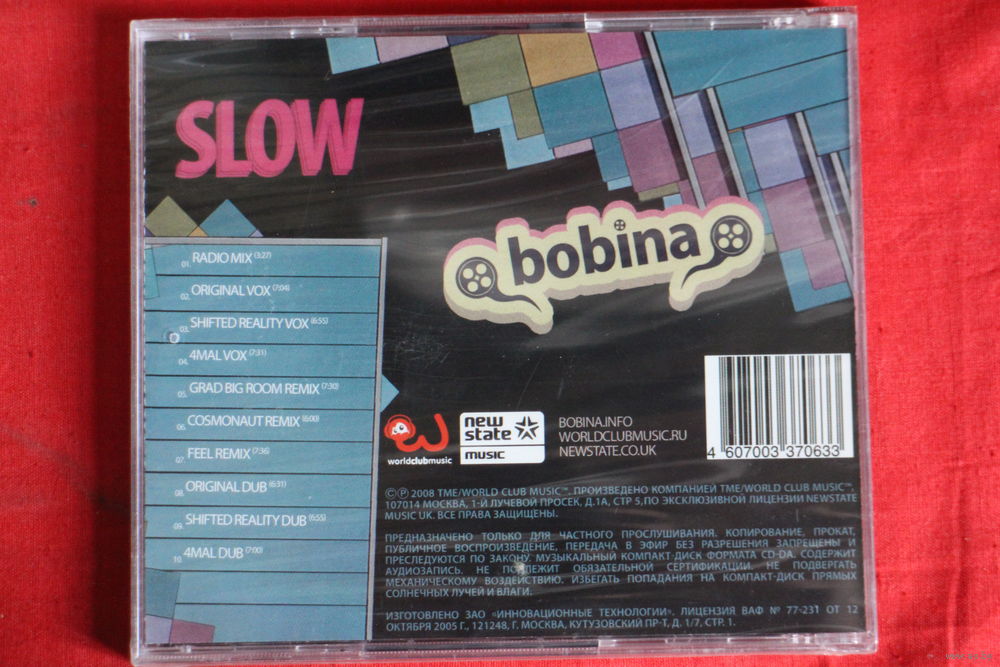 SLOW
bobina
01. RADIO MIX (3:27)
02. ORIGINAL VOX (7:04)
03. SHIFTED REALITY VOX (6:55)
04. 4MAL VOX (7:31)
05. GRAD BIG ROOM REMIX (7:30)
06. COSMONAUT REMIX (6:00)
07. FEEL REMIX (7:36)
08. ORIGINAL DUB (6:31)
09. SHIFTED REALITY DUB (6:55)
10. 4MAL DUB (7:00)
worldclubmusic
new
state
MUSIC
BOBINA.INFO
WORLDCLUBMUSIC.RU
NEWSTATE.CO.UK
4 607003 370633
©℗ 2008 TME/WORLD CLUB MUSIC™. ПРОИЗВЕДЕНО КОМПАНИЕЙ TME/WORLD CLUB MUSIC™,
107014 МОСКВА, 1-Й ЛУЧЕВОЙ ПРОСЕК, Д.1А, СТР 5,ПО ЭКСКЛЮЗИВНОЙ ЛИЦЕНЗИИ NEWSTATE
MUSIC UK. ВСЕ ПРАВА ЗАЩИЩЕНЫ.
ПРЕДНАЗНАЧЕНО ТОЛЬКО ДЛЯ ЧАСТНОГО ПРОСЛУШИВАНИЯ. КОПИРОВАНИЕ, ПРОКАТ,
ПУБЛИЧНОЕ ВОСПРОИЗВЕДЕНИЕ, ПЕРЕДАЧА В ЭФИР БЕЗ РАЗРЕШЕНИЯ ЗАПРЕЩЕНЫ И
ПРЕСЛЕДУЮТСЯ ПО ЗАКОНУ. МУЗЫКАЛЬНЫЙ КОМПАКТ-ДИСК ФОРМАТА CD-DA. СОДЕРЖИТ
АУДИОЗАПИСЬ. НЕ ПОДЛЕЖИТ ОБЯЗАТЕЛЬНОЙ СЕРТИФИКАЦИИ. НЕ ПОДВЕРГАТЬ
МЕХАНИЧЕСКОМУ ВОЗДЕЙСТВИЮ. ИЗБЕГАТЬ ПОПАДАНИЯ НА КОМПАКТ-ДИСК ПРЯМЫХ
СОЛНЕЧНЫХ ЛУЧЕЙ И ВЛАГИ.
ИЗГОТОВЛЕНО ЗАО «ИННОВАЦИОННЫЕ ТЕХНОЛОГИИ». ЛИЦЕНЗИЯ ВАФ № 77-231 ОТ 12
ОКТЯБРЯ 2005 Г., 121248, Г. МОСКВА, КУТУЗОВСКИЙ ПР-Т, Д. 1/7, СТР. 1.